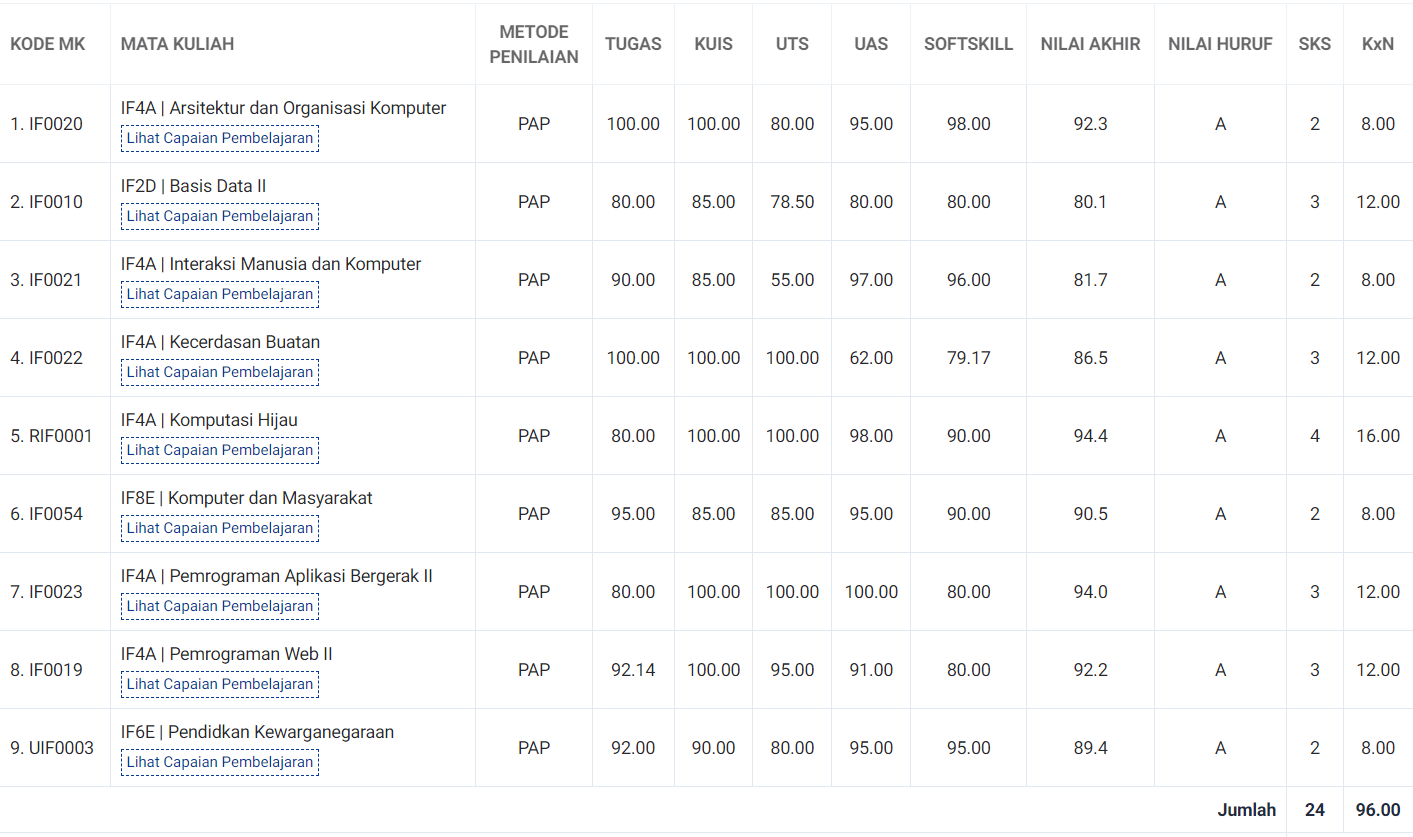 KODE MK MATA KULIAH METODE PENILAIAN TUGAS KUIS UTS UAS SOFTSKILL NILAI AKHIR NILAI HURUF SKS KxN
1. IF0020 IF4A | Arsitektur dan Organisasi Komputer PAP 100.00 100.00 80.00 95.00 98.00 92.3 A 2 8.00
Lihat Capaian Pembelajaran
2. IF0010 IF2D | Basis Data II PAP 80.00 85.00 78.50 80.00 80.00 80.1 A 3 12.00
Lihat Capaian Pembelajaran
3. IF0021 IF4A | Interaksi Manusia dan Komputer PAP 90.00 85.00 55.00 97.00 96.00 81.7 A 2 8.00
Lihat Capaian Pembelajaran
4. IF0022 IF4A | Kecerdasan Buatan PAP 100.00 100.00 100.00 62.00 79.17 86.5 A 3 12.00
Lihat Capaian Pembelajaran
5. RIF0001 IF4A | Komputasi Hijau PAP 80.00 100.00 100.00 98.00 90.00 94.4 A 4 16.00
Lihat Capaian Pembelajaran
6. IF0054 IF8E | Komputer dan Masyarakat PAP 95.00 85.00 85.00 95.00 90.00 90.5 A 2 8.00
Lihat Capaian Pembelajaran
7. IF0023 IF4A | Pemrograman Aplikasi Bergerak II PAP 80.00 100.00 100.00 100.00 80.00 94.0 A 3 12.00
Lihat Capaian Pembelajaran
8. IF0019 IF4A | Pemrograman Web II PAP 92.14 100.00 95.00 91.00 80.00 92.2 A 3 12.00
Lihat Capaian Pembelajaran
9. UIF0003 IF6E | Pendidkan Kewarganegaraan PAP 92.00 90.00 80.00 95.00 95.00 89.4 A 2 8.00
Lihat Capaian Pembelajaran
Jumlah 24 96.00